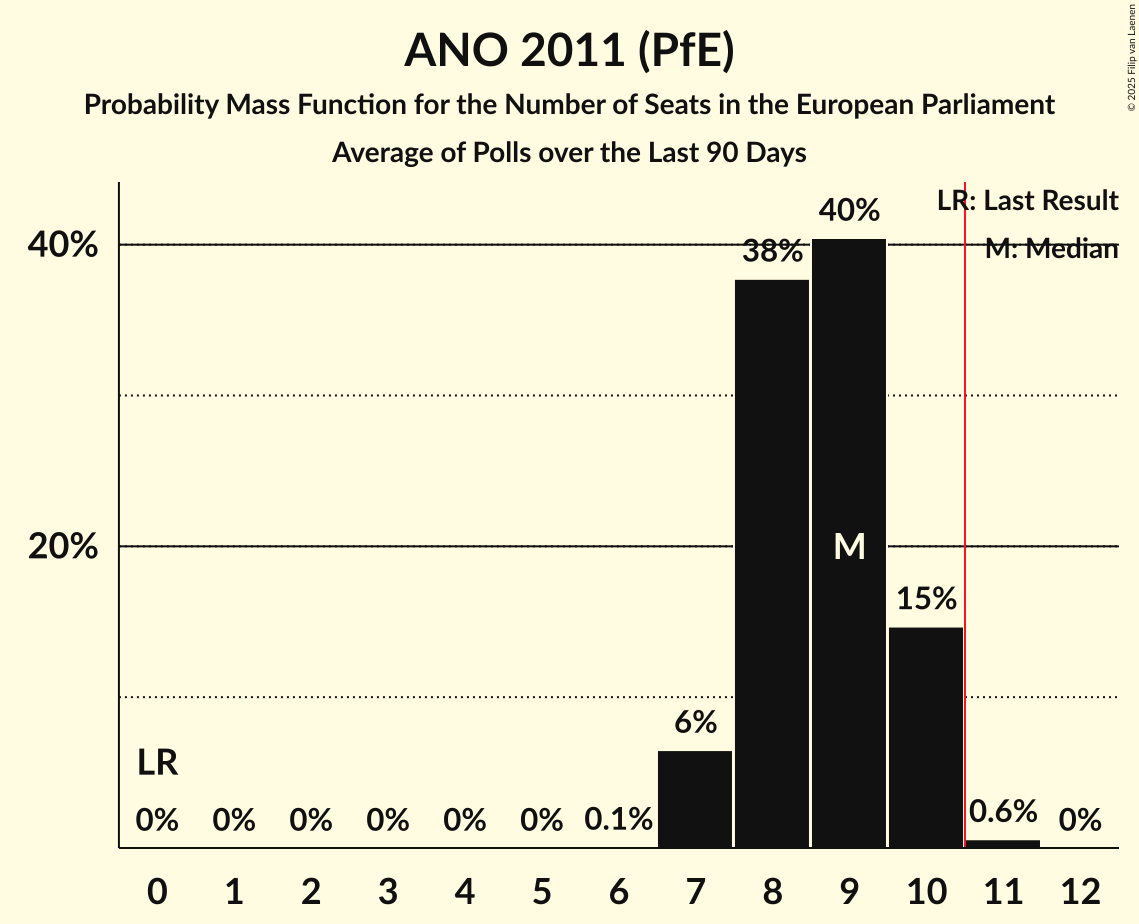 ANO 2011 (PfE)
Probability Mass Function for the Number of Seats in the European Parliament
Average of Polls over the Last 90 Days
© 2025 Filip van Laenen
LR: Last Result
M: Median
40%
20%
40%
38%
M
15%
6%
LR
0% 0% 0% 0% 0% 0% 0.1% 0.6% 0%
0 1 2 3 4 5 6 7 8 9 10 11 12